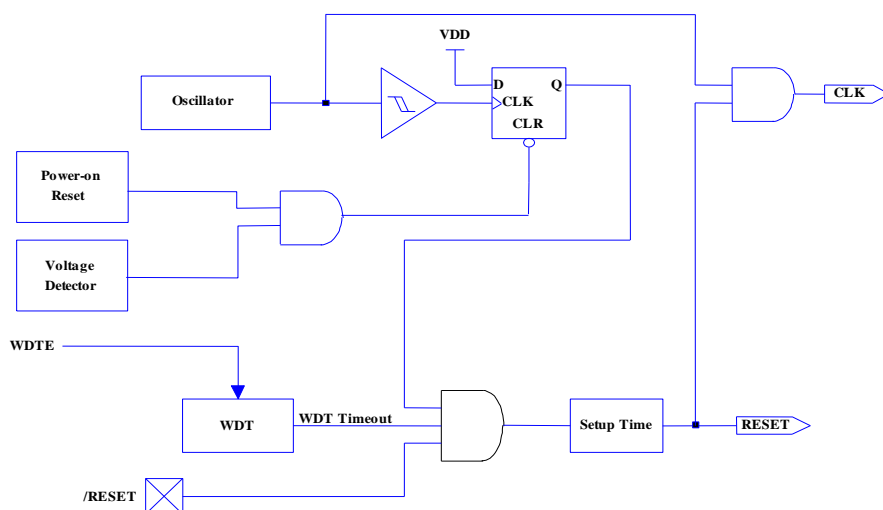 VDD
Oscillator
D
Q
CLK
CLR
CLK
Power-on
Reset
Voltage
Detector
WDTE
WDT
WDT Timeout
Setup Time
RESET
/RESET